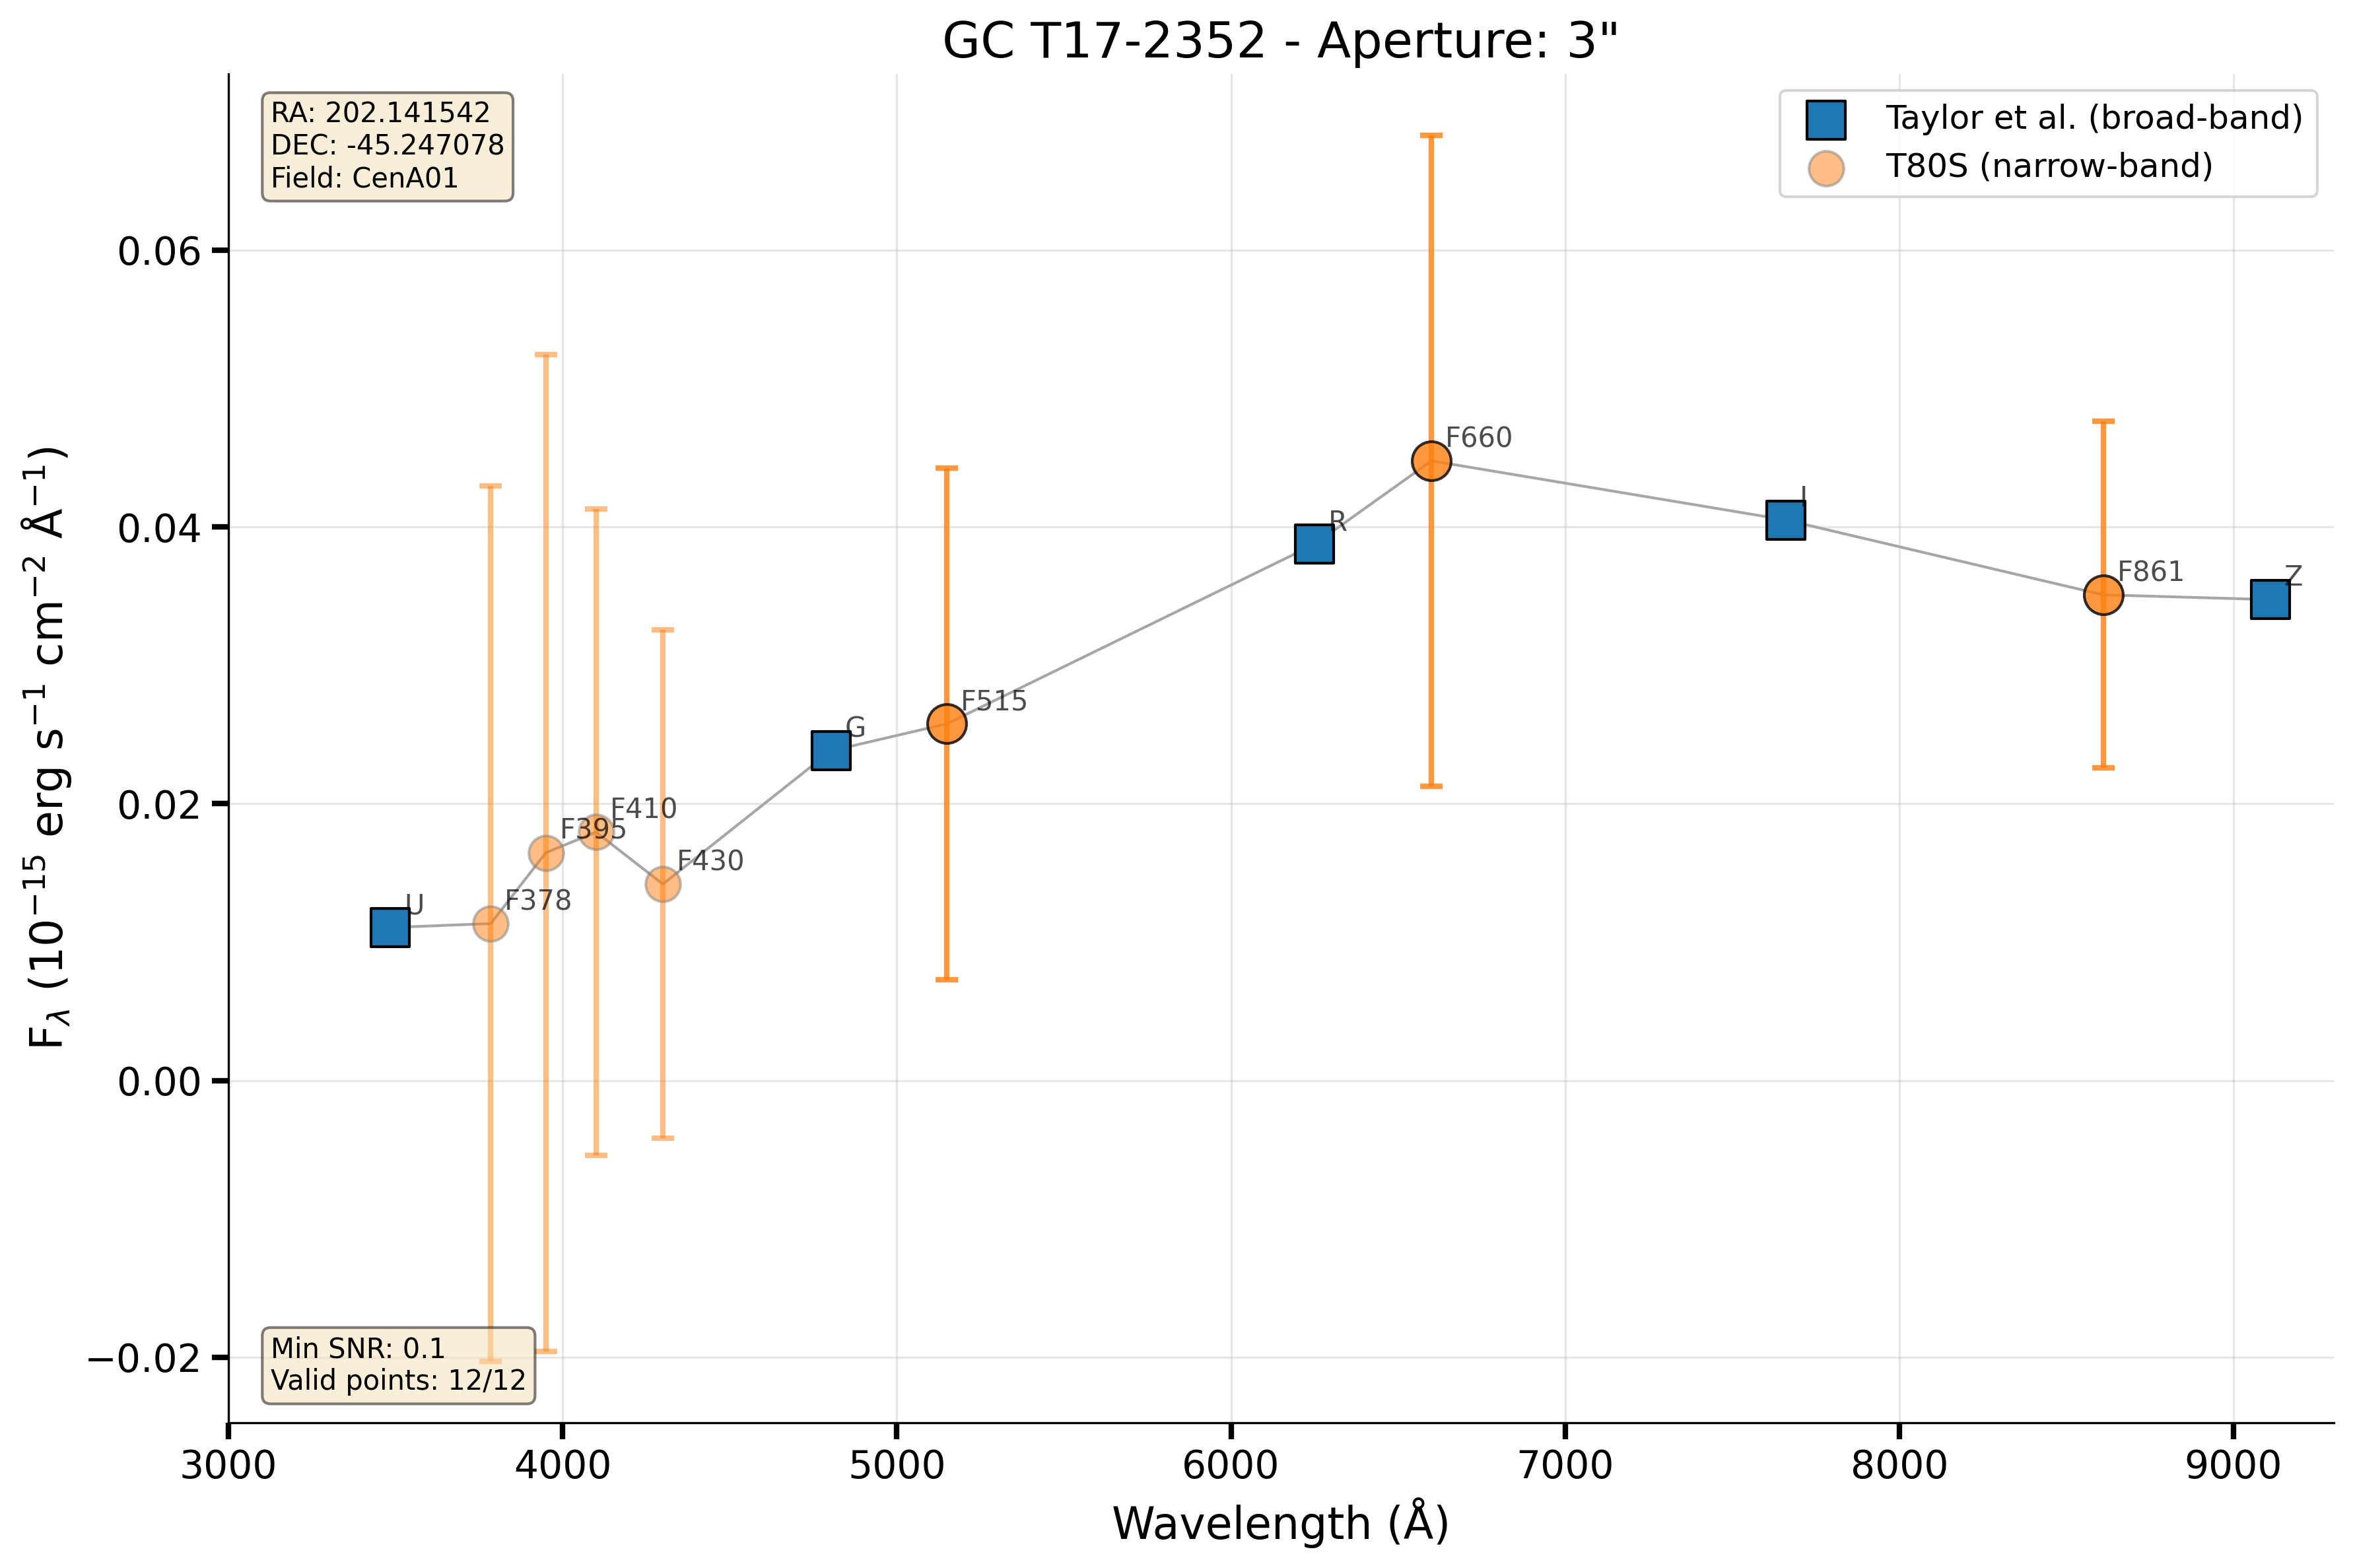 GC T17-2352 - Aperture: 3"
RA: 202.141542
DEC: -45.247078
Field: CenA01
Taylor et al. (broad-band)
T80S (narrow-band)
F$_{\lambda}$ (10$^{-15}$ erg s$^{-1}$ cm$^{-2}$ Å$^{-1}$)
0.06
0.04
0.02
0.00
−0.02
U
F378
F395
F410
F430
G
F515
R
F660
I
F861
Z
Min SNR: 0.1
Valid points: 12/12
3000
4000
5000
6000
7000
8000
9000
Wavelength (Å)